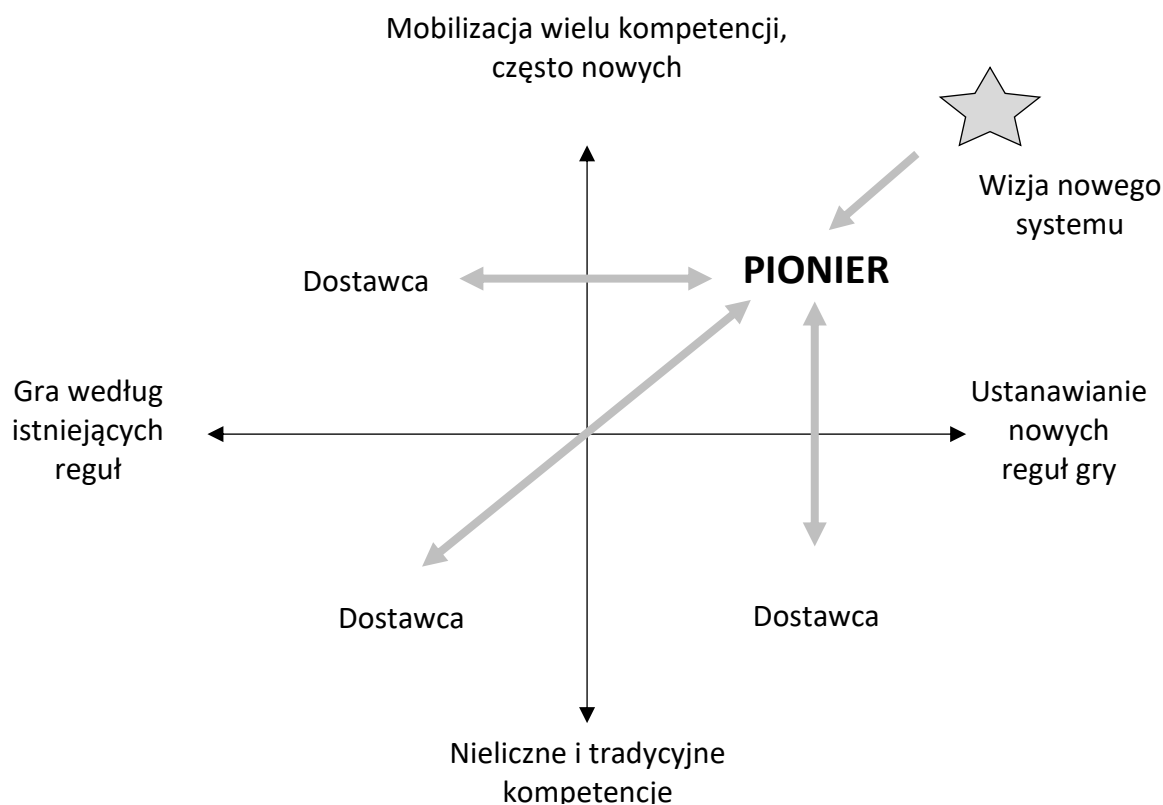 Mobilizacja wielu kompetencji,
często nowych
Wizja nowego
systemu
PIONIER
Dostawca
Gra według
istniejących
reguł
Ustanawianie
nowych
reguł gry
Dostawca
Dostawca
Nieliczne i tradycyjne
kompetencje